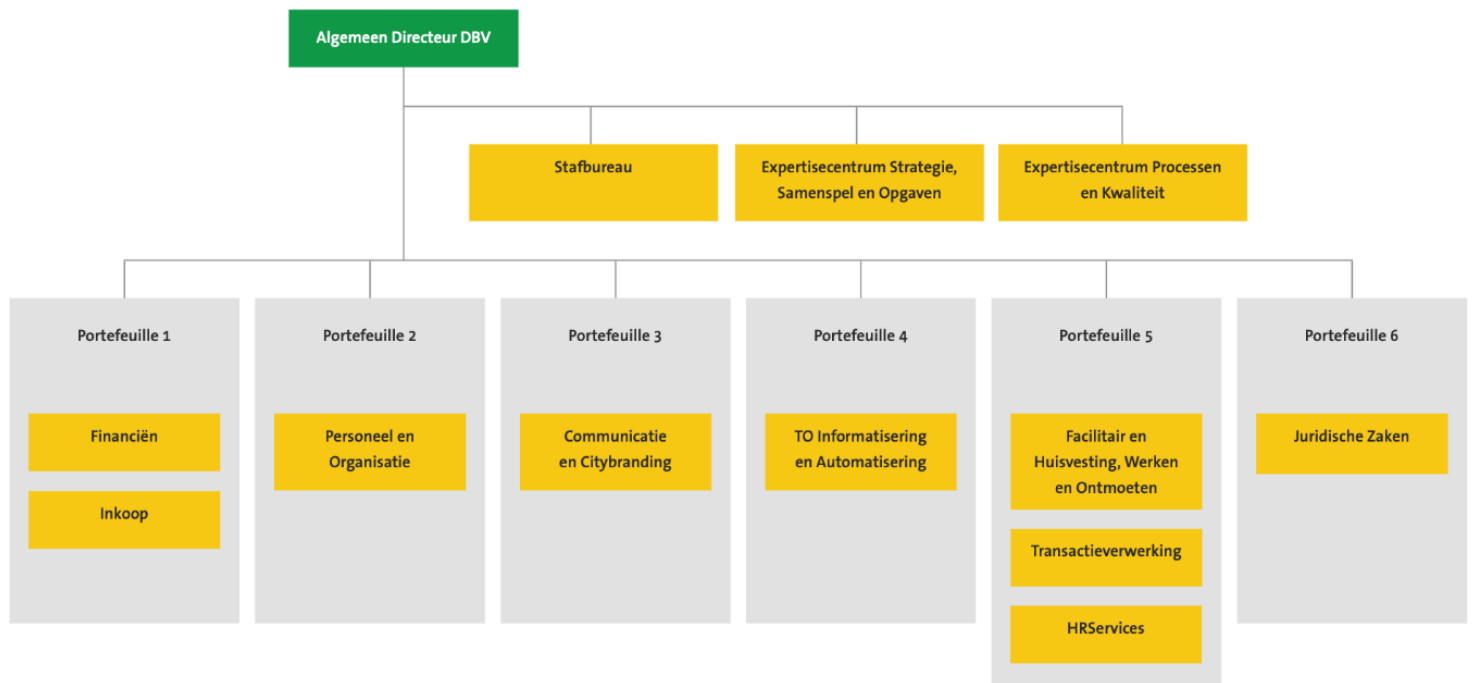 Algemeen Directeur DBV
Stafbureau
Expertisecentrum Strategie,
Samenspel en Opgaven
Expertisecentrum Processen
en Kwaliteit
Portefeuille 1
Financiën
Inkoop
Portefeuille 2
Personeel en
Organisatie
Portefeuille 3
Communicatie
en Citybranding
Portefeuille 4
TO Informatisering
en Automatisering
Portefeuille 5
Facilitair en
Huisvesting, Werken
en Ontmoeten
Transactieverwerking
HRServices
Portefeuille 6
Juridische Zaken